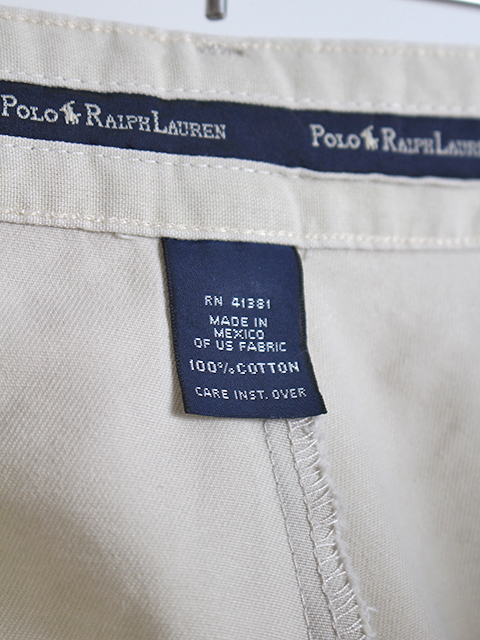 POLO RALPH LAUREN POLO RALPH LAUREN
RN 41381
MADE IN
MEXICO
OF US FABRIC
100% COTTON
CARE INST. OVER